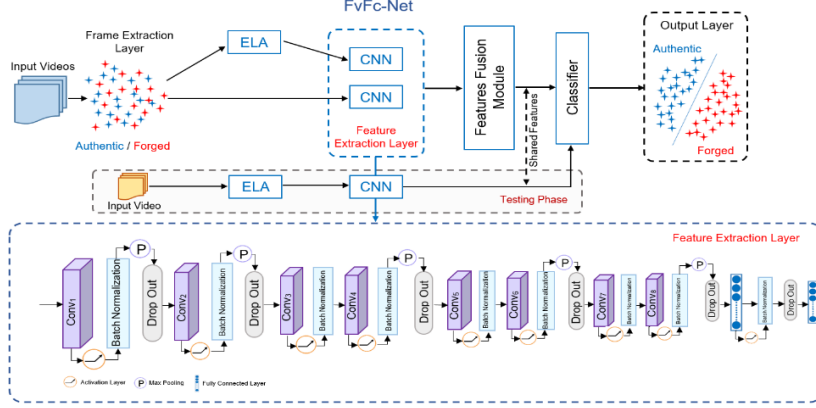 FvFc-Net
Frame Extraction
Layer
Input Videos
Authentic / Forged
ELA
CNN
CNN
Feature
Extraction Layer
Features Fusion
Module
Shared Features
Classifier
Output Layer
Authentic
Forged
Input Video
ELA
CNN
Testing Phase
Feature Extraction Layer
Conv1
Batch Normalization
P
Drop Out
Conv2
Batch Normalization
P
Drop Out
Conv3
Batch Normalization
Conv4
Batch Normalization
P
Drop Out
Conv5
Batch Normalization
Conv6
Batch Normalization
P
Drop Out
Conv7
Batch Normalization
Conv8
Batch Normalization
P
Drop Out
Batch Normalization
Drop Out
Activation Layer
P Max Pooling
Fully Connected Layer